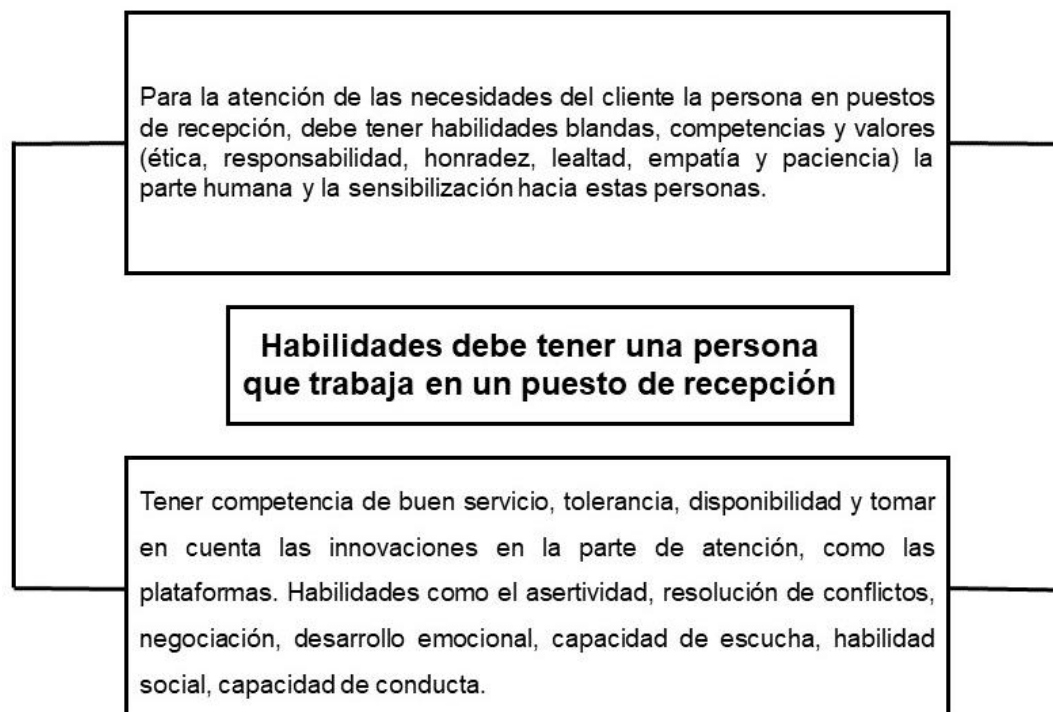 Para la atención de las necesidades del cliente la persona en puestos
de recepción, debe tener habilidades blandas, competencias y valores
(ética, responsabilidad, honradez, lealtad, empatía y paciencia) la
parte humana y la sensibilización hacia estas personas.
Habilidades debe tener una persona
que trabaja en un puesto de recepción
Tener competencia de buen servicio, tolerancia, disponibilidad y tomar
en cuenta las innovaciones en la parte de atención, como las
plataformas. Habilidades como el asertividad, resolución de conflictos,
negociación, desarrollo emocional, capacidad de escucha, habilidad
social, capacidad de conducta.